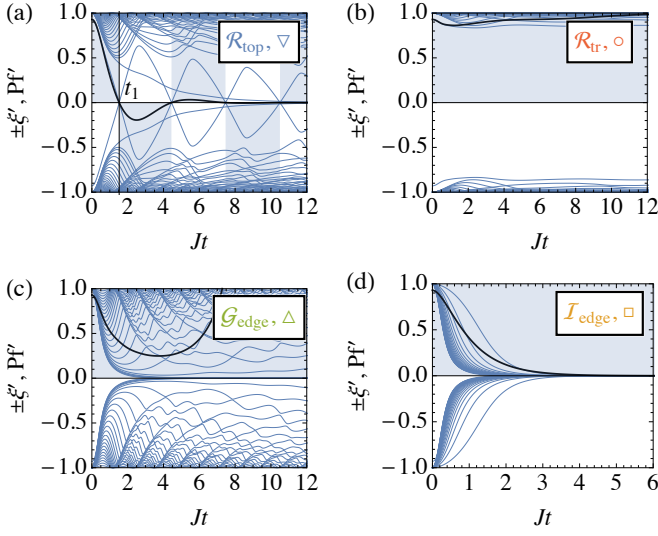 (a)
±ξ′, Pf′
1.0
0.5
0.0
−0.5
−1.0
ℛtop, ▽
t1
0 2 4 6 8 10 12
Jt
(b)
±ξ′, Pf′
1.0
0.5
0.0
−0.5
−1.0
ℛtr, ○
0 2 4 6 8 10 12
Jt
(c)
±ξ′, Pf′
1.0
0.5
0.0
−0.5
−1.0
𝒢edge, △
0 2 4 6 8 10 12
Jt
(d)
±ξ′, Pf′
1.0
0.5
0.0
−0.5
−1.0
ℐedge, □
0 1 2 3 4 5 6
Jt